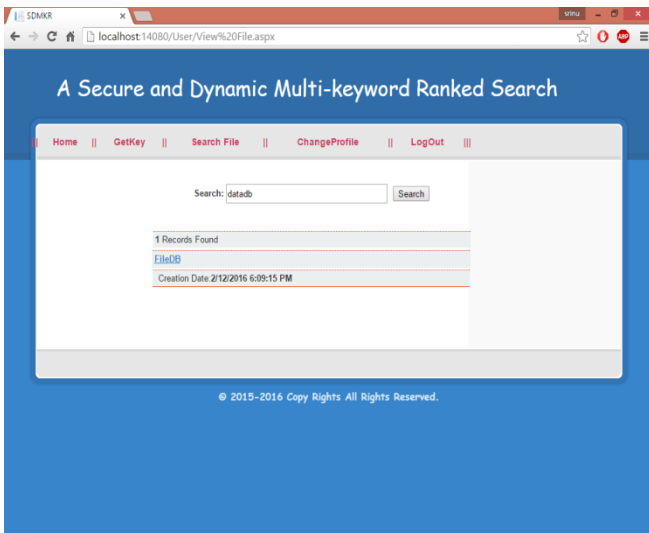 SDMKR
srinu
localhost:14080/User/View%20File.aspx
ABP
A Secure and Dynamic Multi-keyword Ranked Search
|| Home || GetKey || Search File || ChangeProfile || LogOut |||
Search: datadb Search
1 Records Found
FileDB
Creation Date:2/12/2016 6:09:15 PM
© 2015-2016 Copy Rights All Rights Reserved.